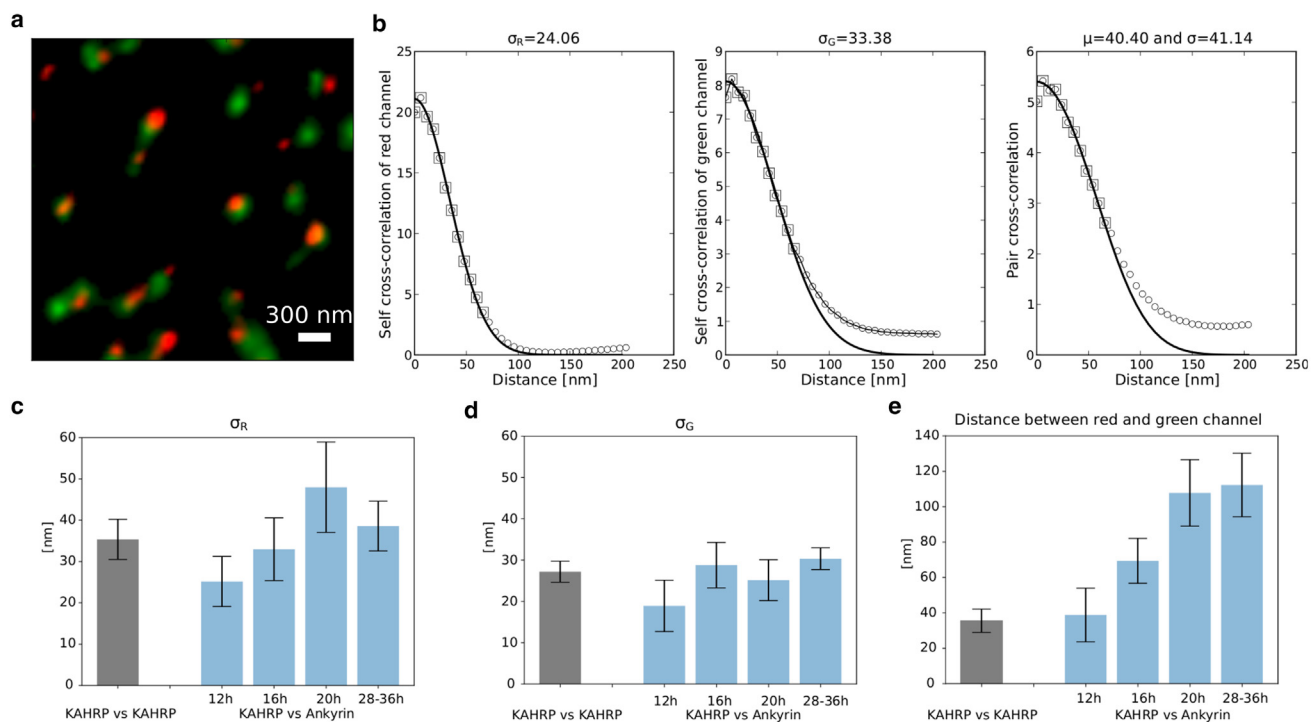 a
300 nm
b
σR=24.06
Self cross-correlation of red channel
25
20
15
10
5
0
0 50 100 150 200 250
Distance [nm]
σG=33.38
Self cross-correlation of green channel
9
8
7
6
5
4
3
2
1
0
0 50 100 150 200 250
Distance [nm]
μ=40.40 and σ=41.14
Pair cross-correlation
6
5
4
3
2
1
0
0 50 100 150 200 250
Distance [nm]
c
σR
[nm]
60
50
40
30
20
10
0
12h 16h 20h 28-36h
KAHRP vs KAHRP KAHRP vs Ankyrin
d
σG
[nm]
60
50
40
30
20
10
0
12h 16h 20h 28-36h
KAHRP vs KAHRP KAHRP vs Ankyrin
e
Distance between red and green channel
[nm]
140
120
100
80
60
40
20
0
12h 16h 20h 28-36h
KAHRP vs KAHRP KAHRP vs Ankyrin